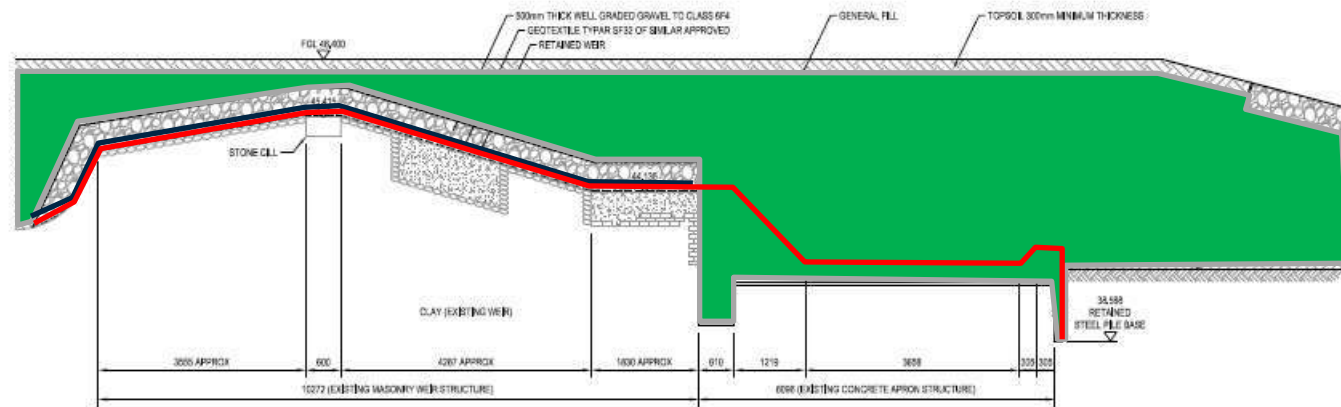 500mm THICK WELL GRADED GRAVEL TO CLASS 6F4
GEOTEXTILE TYPAR SF32 OF SIMILAR APPROVED
RETAINED WEIR
GENERAL FILL
TOPSOIL 300mm MINIMUM THICKNESS
FGL 46,400
STONE CILL
44,130
CLAY (EXISTING WEIR)
38,588
RETAINED
STEEL PILE BASE
3555 APPROX
600
4287 APPROX
1830 APPROX
610
1219
3658
305
305
10272 (EXISTING MASONRY WEIR STRUCTURE)
6096 (EXISTING CONCRETE APRON STRUCTURE)